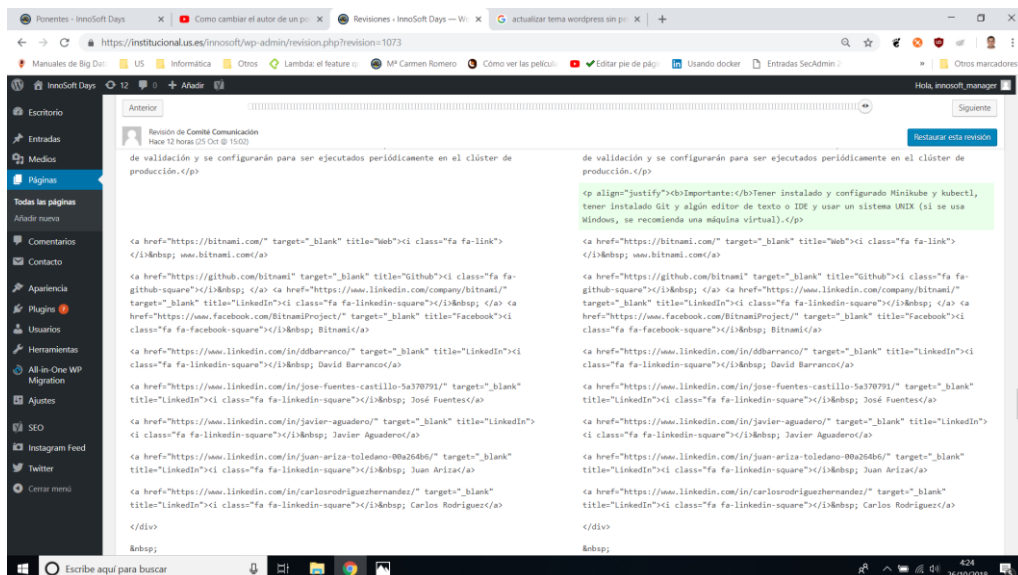 Ponentes - InnoSoft Days
Como cambiar el autor de un po
Revisiones ‹ InnoSoft Days — W
actualizar tema wordpress sin pe
https://institucional.us.es/innosoft/wp-admin/revision.php?revision=1073
Manuales de Big Dat
US
Informática
Otros
Lambda: el feature
Mª Carmen Romero
Cómo ver las películ
Editar pie de pági
Using docker
Entradas SecAdmin
»
Otros marcadores
InnoSoft Days
12
0
Añadir
Hola, innosoft_manager
Escritorio
Entradas
Medios
Páginas
Todas las páginas
Añadir nueva
Comentarios
Contacto
Apariencia
Plugins
Usuarios
Herramientas
All-in-One WP
Migration
Ajustes
SEO
Instagram Feed
Twitter
Cerrar menú
Anterior
Siguiente
Revisión de Comité Comunicación
Hace 12 horas (25 Oct @ 15:02)
Restaurar esta revisión
de validación y se configurarán para ser ejecutados periódicamente en el clúster de
producción.</p>
<a href="https://bitnami.com/" target="_blank" title="Web"><i class="fa fa-link">
</i>&nbsp; www.bitnami.com</a>
<a href="https://github.com/bitnami" target="_blank" title="Github"><i class="fa fa-
github-square"></i>&nbsp; </a> <a href="https://www.linkedin.com/company/bitnami/"
target="_blank" title="LinkedIn"><i class="fa fa-linkedin-square"></i>&nbsp; </a> <a
href="https://www.facebook.com/BitnamiProject/" target="_blank" title="Facebook"><i
class="fa fa-facebook-square"></i>&nbsp; Bitnami</a>
<a href="https://www.linkedin.com/in/ddbarranco/" target="_blank" title="LinkedIn"><i
class="fa fa-linkedin-square"></i>&nbsp; David Barranco</a>
<a href="https://www.linkedin.com/in/jose-fuentes-castillo-5a370791/" target="_blank"
title="LinkedIn"><i class="fa fa-linkedin-square"></i>&nbsp; José Fuentes</a>
<a href="https://www.linkedin.com/in/javier-aguadero/" target="_blank" title="LinkedIn">
<i class="fa fa-linkedin-square"></i>&nbsp; Javier Aguadero</a>
<a href="https://www.linkedin.com/in/juan-ariza-toledano-00a264b6/" target="_blank"
title="LinkedIn"><i class="fa fa-linkedin-square"></i>&nbsp; Juan Ariza</a>
<a href="https://www.linkedin.com/in/carlosrodriguezhernandez/" target="_blank"
title="LinkedIn"><i class="fa fa-linkedin-square"></i>&nbsp; Carlos Rodriguez</a>
</div>
&nbsp;
de validación y se configurarán para ser ejecutados periódicamente en el clúster de
producción.</p>
<p align="justify"><b>Importante:</b>Tener instalado y configurado Minikube y kubectl,
tener instalado Git y algún editor de texto o IDE y usar un sistema UNIX (si se usa
Windows, se recomienda una máquina virtual).</p>
<a href="https://bitnami.com/" target="_blank" title="Web"><i class="fa fa-link">
</i>&nbsp; www.bitnami.com</a>
<a href="https://github.com/bitnami" target="_blank" title="Github"><i class="fa fa-
github-square"></i>&nbsp; </a> <a href="https://www.linkedin.com/company/bitnami/"
target="_blank" title="LinkedIn"><i class="fa fa-linkedin-square"></i>&nbsp; </a> <a
href="https://www.facebook.com/BitnamiProject/" target="_blank" title="Facebook"><i
class="fa fa-facebook-square"></i>&nbsp; Bitnami</a>
<a href="https://www.linkedin.com/in/ddbarranco/" target="_blank" title="LinkedIn"><i
class="fa fa-linkedin-square"></i>&nbsp; David Barranco</a>
<a href="https://www.linkedin.com/in/jose-fuentes-castillo-5a370791/" target="_blank"
title="LinkedIn"><i class="fa fa-linkedin-square"></i>&nbsp; José Fuentes</a>
<a href="https://www.linkedin.com/in/javier-aguadero/" target="_blank" title="LinkedIn">
<i class="fa fa-linkedin-square"></i>&nbsp; Javier Aguadero</a>
<a href="https://www.linkedin.com/in/juan-ariza-toledano-00a264b6/" target="_blank"
title="LinkedIn"><i class="fa fa-linkedin-square"></i>&nbsp; Juan Ariza</a>
<a href="https://www.linkedin.com/in/carlosrodriguezhernandez/" target="_blank"
title="LinkedIn"><i class="fa fa-linkedin-square"></i>&nbsp; Carlos Rodriguez</a>
</div>
&nbsp;
Escribe aquí para buscar
4:24
26/10/2018